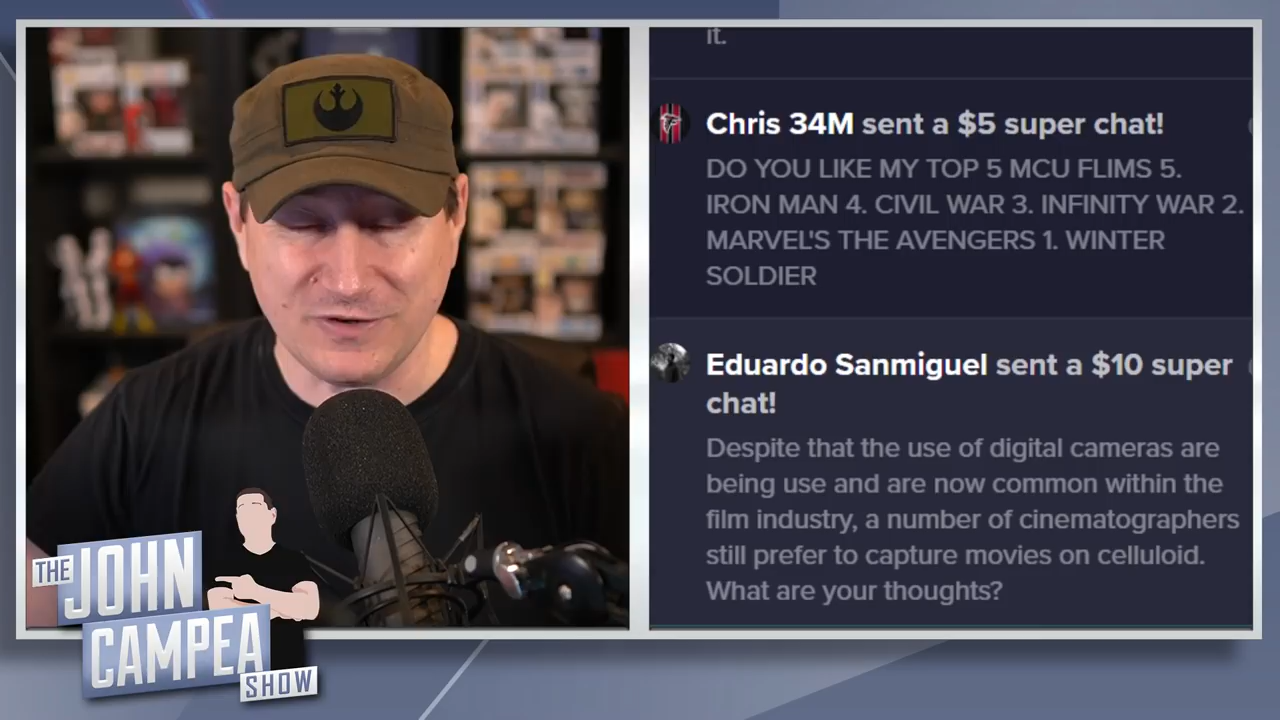 it.
Chris 34M sent a $5 super chat!
DO YOU LIKE MY TOP 5 MCU FLIMS 5.
IRON MAN 4. CIVIL WAR 3. INFINITY WAR 2.
MARVEL'S THE AVENGERS 1. WINTER
SOLDIER
Eduardo Sanmiguel sent a $10 super
chat!
Despite that the use of digital cameras are
being use and are now common within the
film industry, a number of cinematographers
still prefer to capture movies on celluloid.
What are your thoughts?
THE JOHN
CAMPEA
SHOW